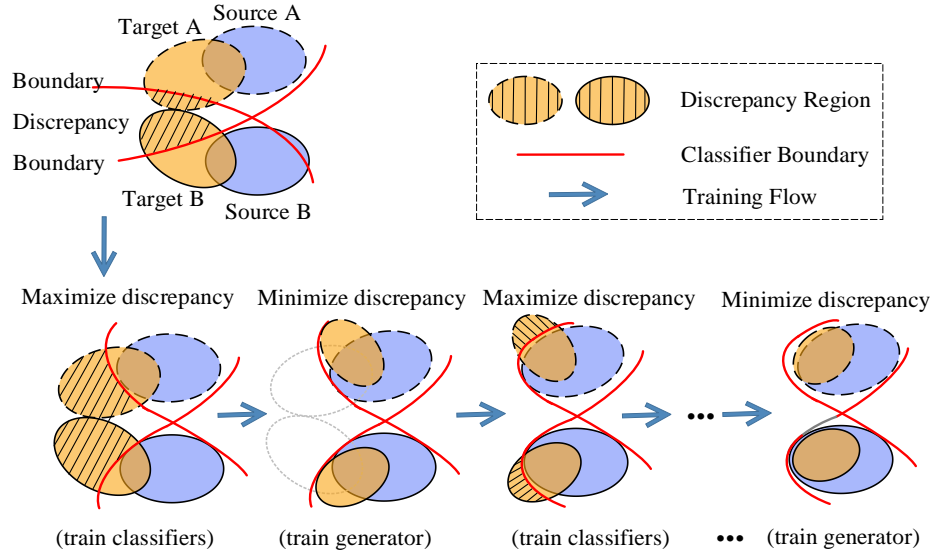 Source A
Target A
Boundary
Discrepancy
Boundary
Target B
Source B
Discrepancy Region
Classifier Boundary
Training Flow
Maximize discrepancy
Minimize discrepancy
Maximize discrepancy
Minimize discrepancy
•••
(train classifiers)
(train generator)
(train classifiers)
•••
(train generator)